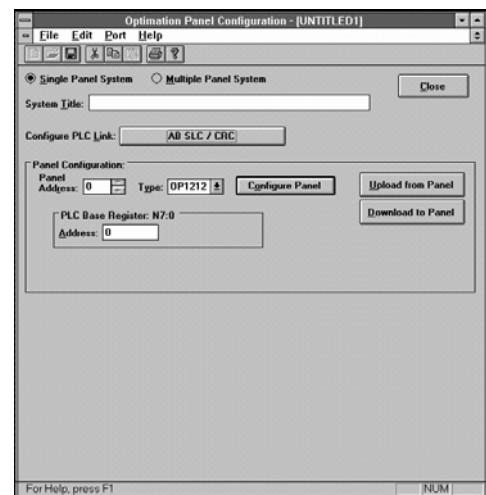 Optimation Panel Configuration - [UNTITLED1]
File Edit Port Help
Single Panel System Multiple Panel System
Close
System Title:
Configure PLC Link: AB SLC / CRC
Panel Configuration:
Panel Address: 0 Type: OP1212 Configure Panel Upload from Panel
Download to Panel
PLC Base Register: N7:0
Address: 0
For Help, press F1 NUM